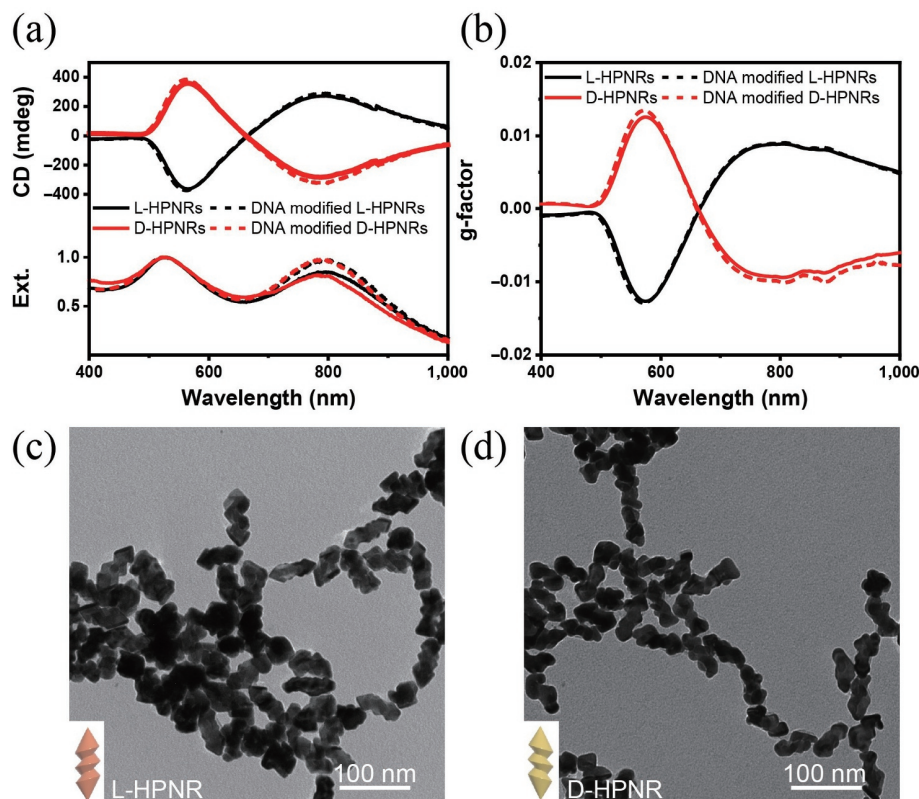 (a)
400
200
0
–200
–400
CD (mdeg)
L-HPNRs
DNA modified L-HPNRs
D-HPNRs
DNA modified D-HPNRs
1.0
0.5
Ext.
400
600
800
1,000
Wavelength (nm)
(b)
0.02
0.01
0.00
–0.01
–0.02
g-factor
L-HPNRs
DNA modified L-HPNRs
D-HPNRs
DNA modified D-HPNRs
400
600
800
1,000
Wavelength (nm)
(c)
L-HPNR
100 nm
(d)
D-HPNR
100 nm